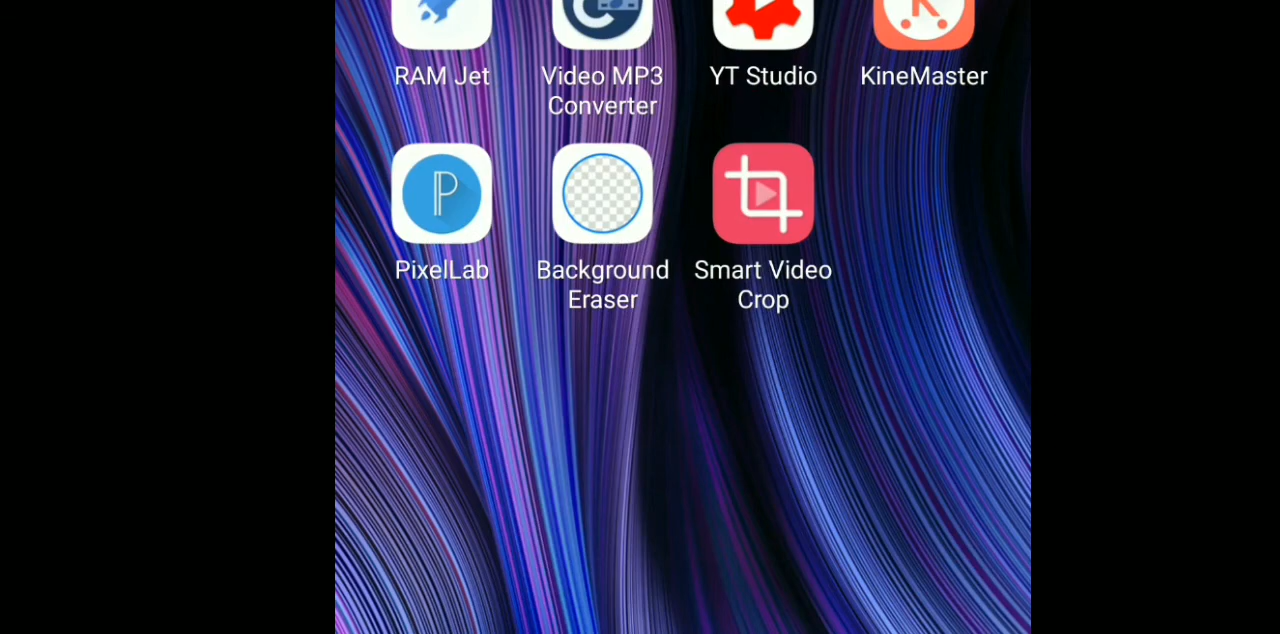 RAM Jet
Video MP3
Converter
YT Studio
KineMaster
PixelLab
Background
Eraser
Smart Video
Crop